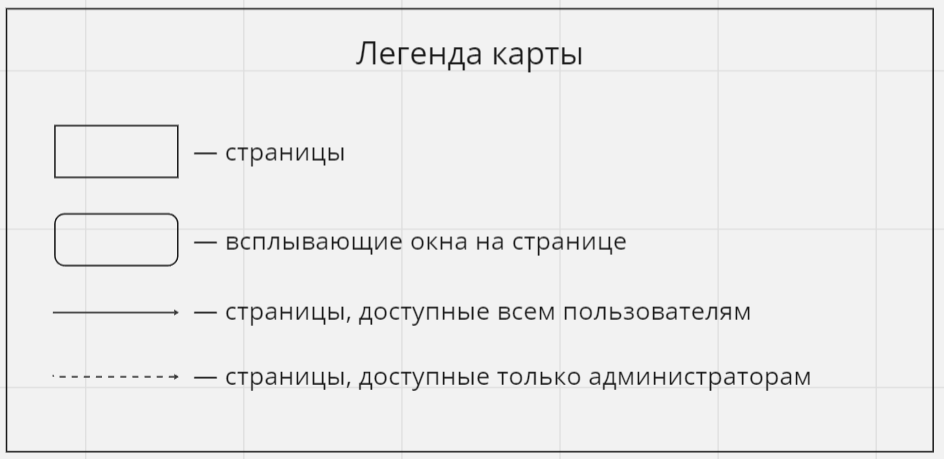 Легенда карты
— страницы
— всплывающие окна на странице
— страницы, доступные всем пользователям
— страницы, доступные только администраторам